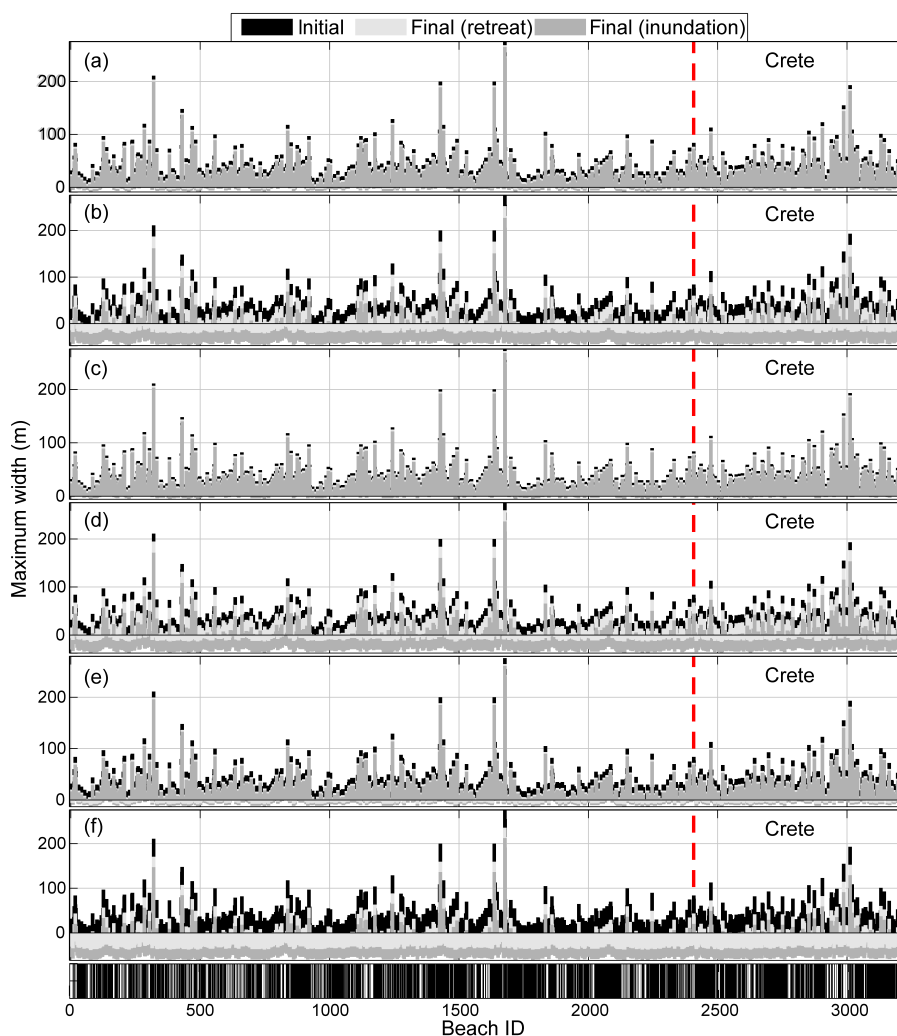 Initial Final (retreat) Final (inundation)
(a) Crete
200
100
0
(b) Crete
200
100
0
(c) Crete
200
100
0
Maximum width (m)
(d) Crete
200
100
0
(e) Crete
200
100
0
(f) Crete
200
100
0
0 500 1000 1500 2000 2500 3000
Beach ID